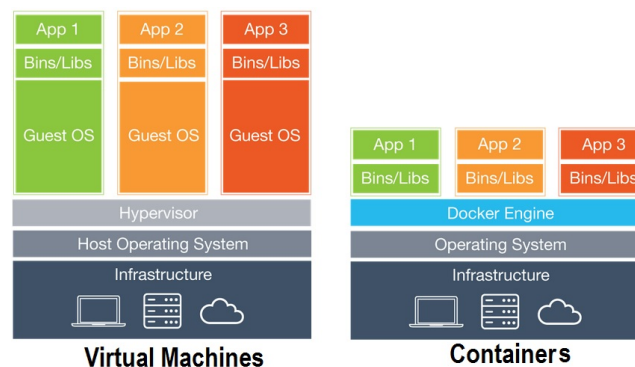 App 1
App 2
App 3
Bins/Libs
Bins/Libs
Bins/Libs
Guest OS
Guest OS
Guest OS
Hypervisor
Host Operating System
Infrastructure
Virtual Machines
App 1
App 2
App 3
Bins/Libs
Bins/Libs
Bins/Libs
Docker Engine
Operating System
Infrastructure
Containers